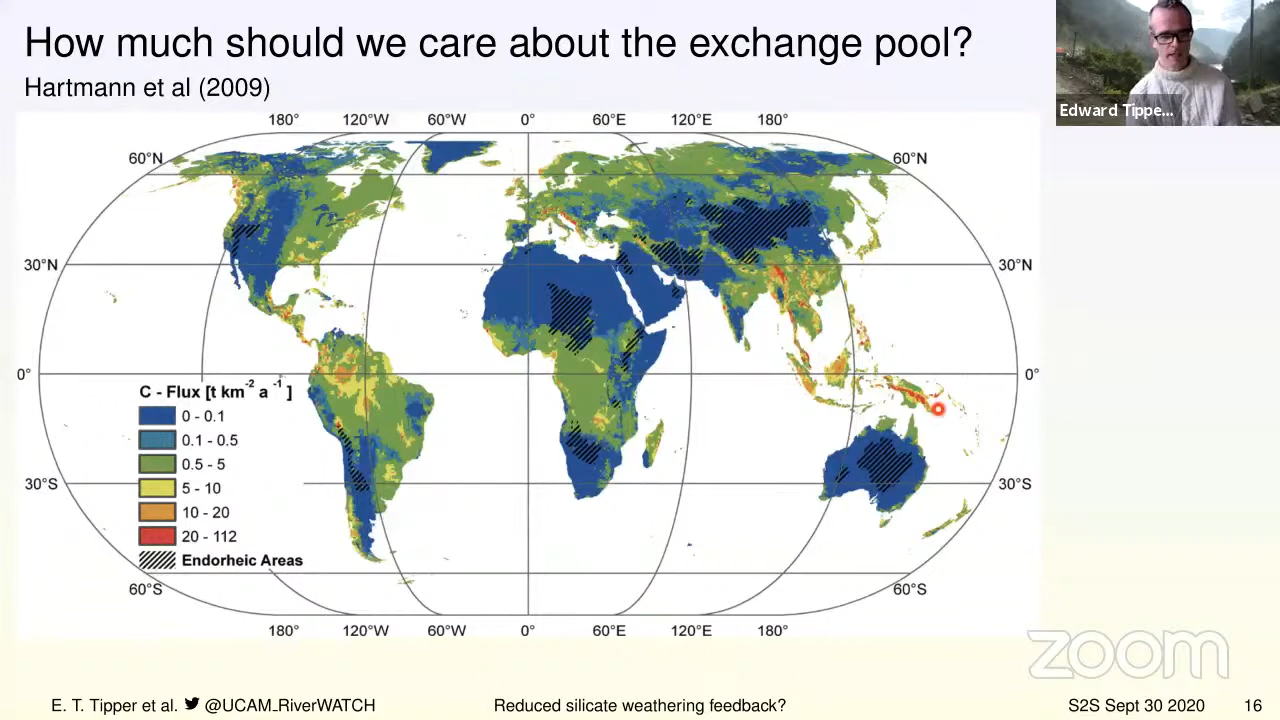 How much should we care about the exchange pool?
Hartmann et al (2009)
Edward Tippe...
180° 120°W 60°W 0° 60°E 120°E 180°
60°N 60°N
30°N 30°N
0° 0°
C - Flux [t km-2 a-1]
0 - 0.1
0.1 - 0.5
0.5 - 5
5 - 10
30°S 30°S
10 - 20
20 - 112
Endorheic Areas
60°S 60°S
180° 120°W 60°W 0° 60°E 120°E 180°
zoom
E. T. Tipper et al. @UCAM_RiverWATCH Reduced silicate weathering feedback? S2S Sept 30 2020 16